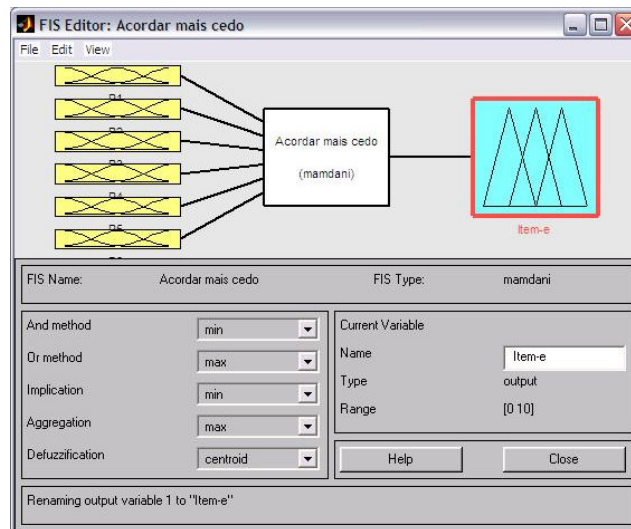 FIS Editor: Acordar mais cedo
File Edit View
Acordar mais cedo
(mamdani)
Item-e
FIS Name: Acordar mais cedo FIS Type: mamdani
And method min
Or method max
Implication min
Aggregation max
Defuzzification centroid
Current Variable
Name Item-e
Type output
Range [0 10]
Help Close
Renaming output variable 1 to "Item-e"